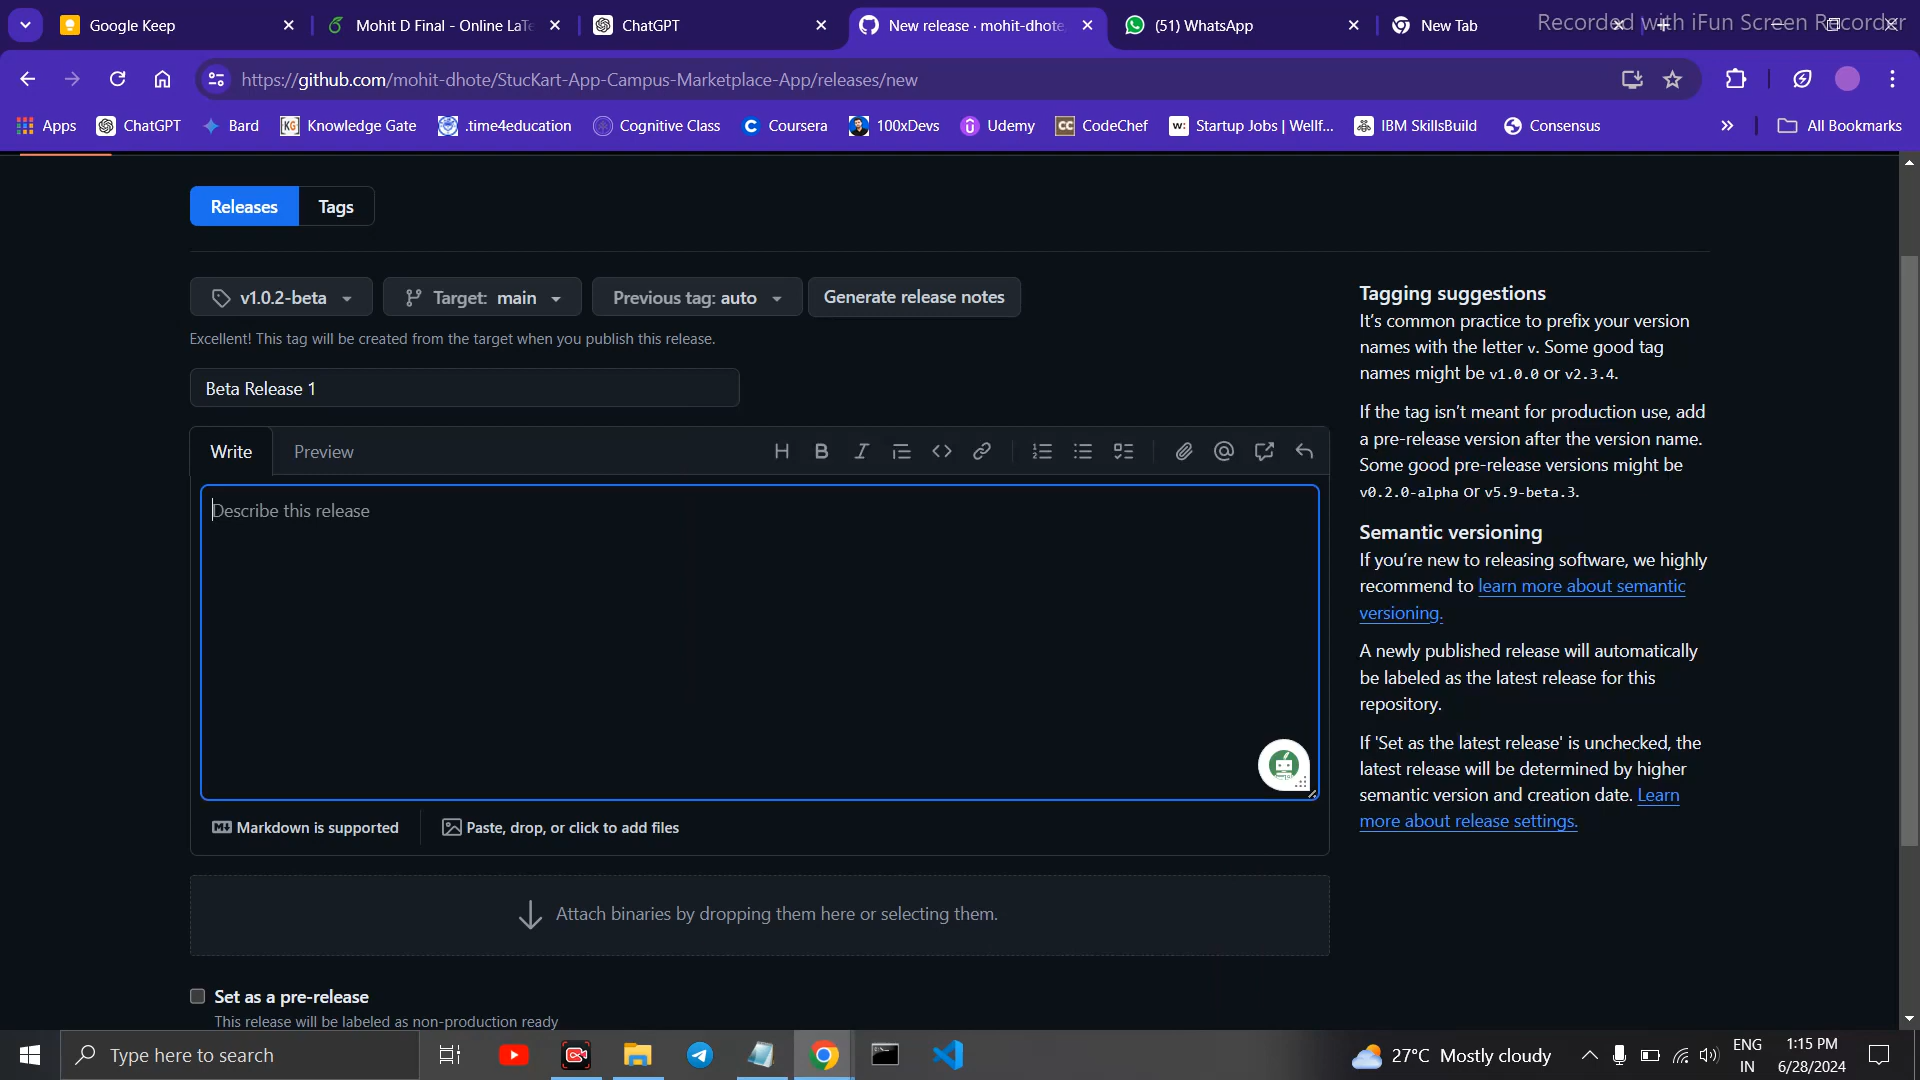 Google Keep
Mohit D Final - Online LaTe
ChatGPT
New release · mohit-dhote
(51) WhatsApp
New Tab
Recorded with iFun Screen Recorder
https://github.com/mohit-dhote/StucKart-App-Campus-Marketplace-App/releases/new
Apps
ChatGPT
Bard
KG
Knowledge Gate
.time4education
Cognitive Class
Coursera
100xDevs
Udemy
CC
CodeChef
w:
Startup Jobs | Wellf...
IBM SkillsBuild
Consensus
All Bookmarks
Releases
Tags
v1.0.2-beta
Target: main
Previous tag: auto
Generate release notes
Excellent! This tag will be created from the target when you publish this release.
Beta Release 1
Write
Preview
Describe this release
Markdown is supported
Paste, drop, or click to add files
Attach binaries by dropping them here or selecting them.
Set as a pre-release
This release will be labeled as non-production ready
Tagging suggestions
It's common practice to prefix your version
names with the letter v. Some good tag
names might be v1.0.0 or v2.3.4.
If the tag isn't meant for production use, add
a pre-release version after the version name.
Some good pre-release versions might be
v0.2.0-alpha or v5.9-beta.3.
Semantic versioning
If you're new to releasing software, we highly
recommend to learn more about semantic
versioning.
A newly published release will automatically
be labeled as the latest release for this
repository.
If 'Set as the latest release' is unchecked, the
latest release will be determined by higher
semantic version and creation date. Learn
more about release settings.
Type here to search
27°C Mostly cloudy
ENG
IN
1:15 PM
6/28/2024